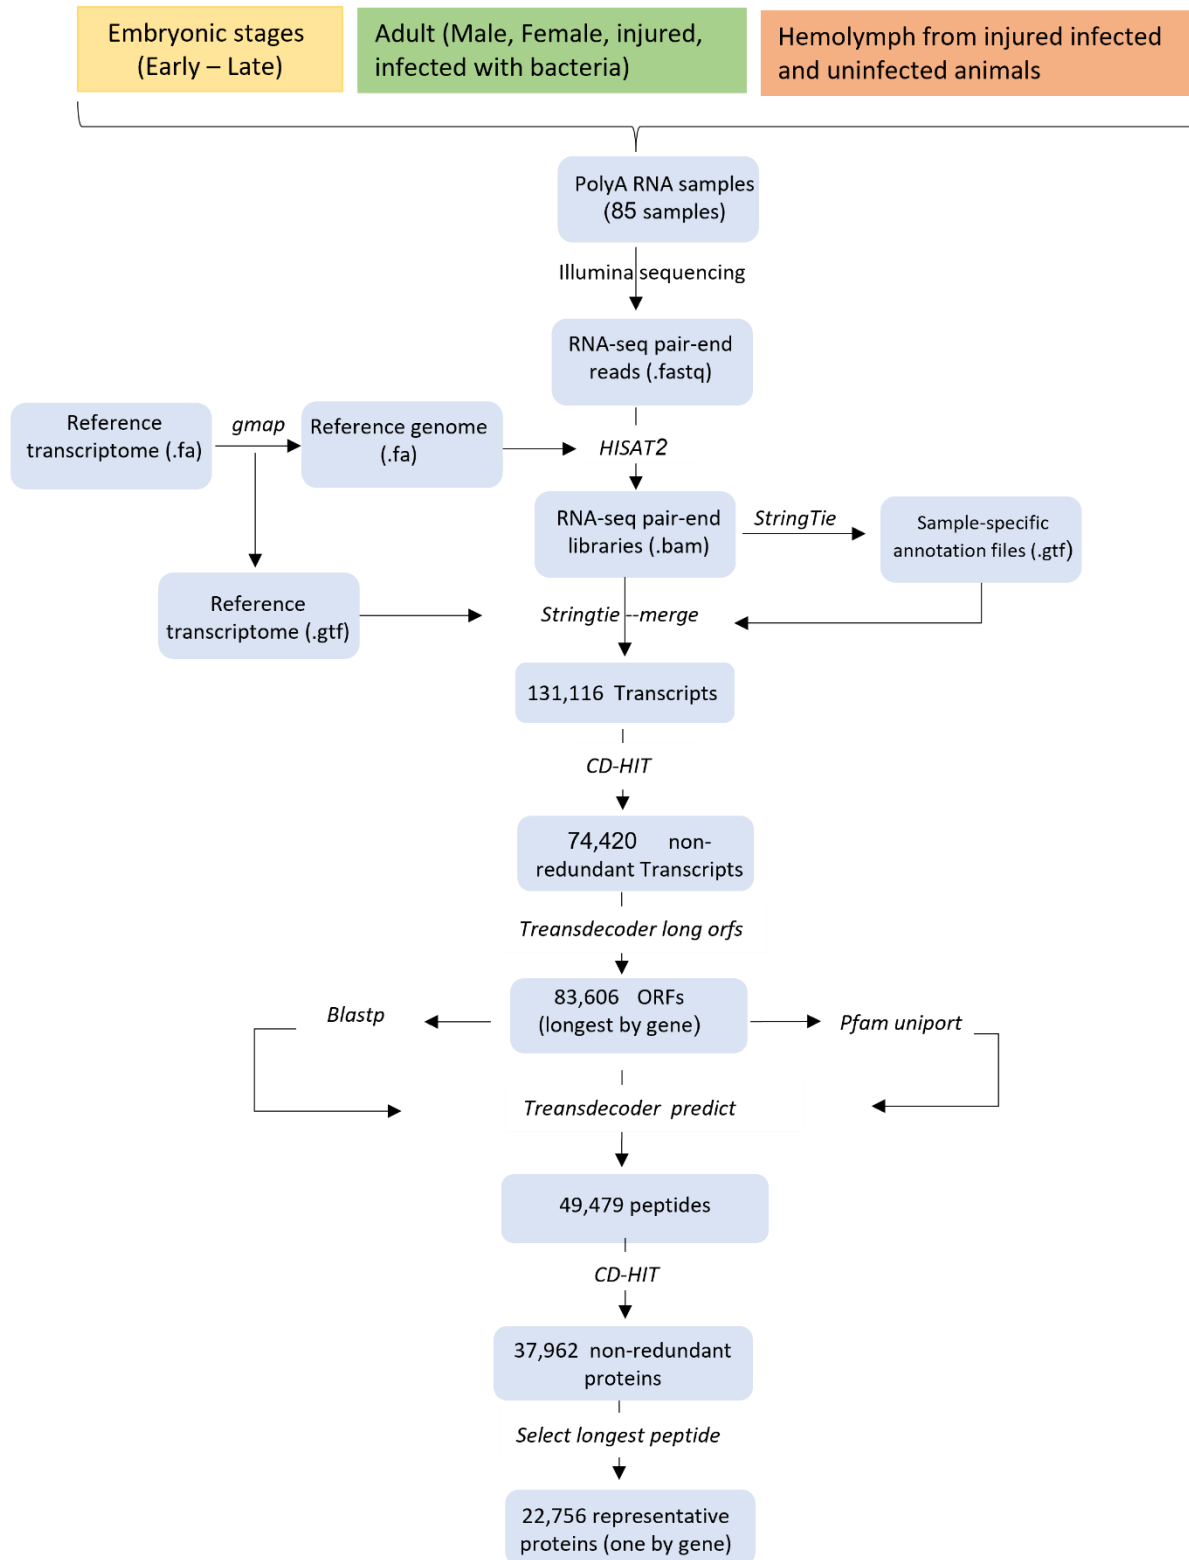 Embryonic stages
(Early – Late)
Adult (Male, Female, injured,
infected with bacteria)
Hemolymph from injured infected
and uninfected animals
PolyA RNA samples
(85 samples)
Illumina sequencing
RNA-seq pair-end
reads (.fastq)
Reference
transcriptome (.fa)
gmap
Reference genome
(.fa)
HISAT2
RNA-seq pair-end
libraries (.bam)
StringTie
Sample-specific
annotation files (.gtf)
Reference
transcriptome (.gtf)
Stringtie --merge
131,116 Transcripts
CD-HIT
74,420 non-
redundant Transcripts
Treansdecoder long orfs
83,606 ORFs
(longest by gene)
Blastp
Pfam uniport
Treansdecoder predict
49,479 peptides
CD-HIT
37,962 non-redundant
proteins
Select longest peptide
22,756 representative
proteins (one by gene)